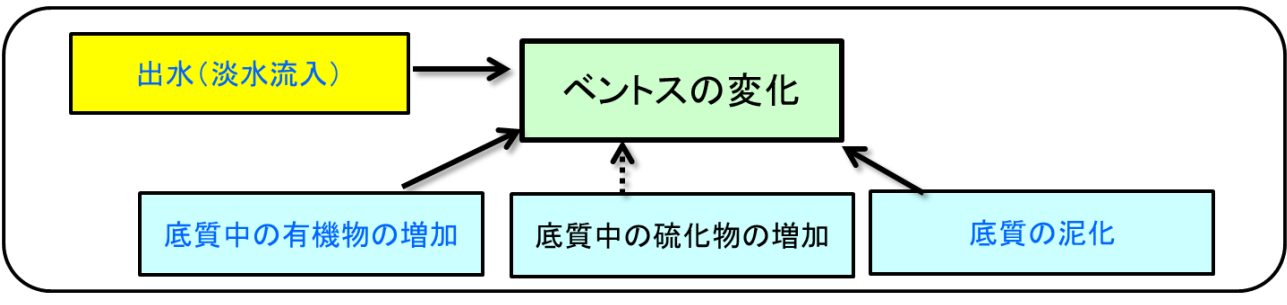 出水（淡水流入）
ベントスの変化
底質中の有機物の増加
底質中の硫化物の増加
底質の泥化